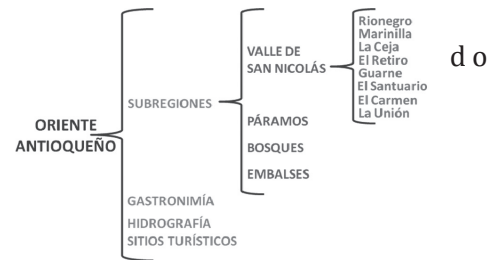 ORIENTE
ANTIOQUEÑO
SUBREGIONES
VALLE DE
SAN NICOLÁS
Rionegro
Marinilla
La Ceja
El Retiro
Guarne
El Santuario
El Carmen
La Unión
PÁRAMOS
BOSQUES
EMBALSES
GASTRONIMÍA
HIDROGRAFÍA
SITIOS TURÍSTICOS
d o